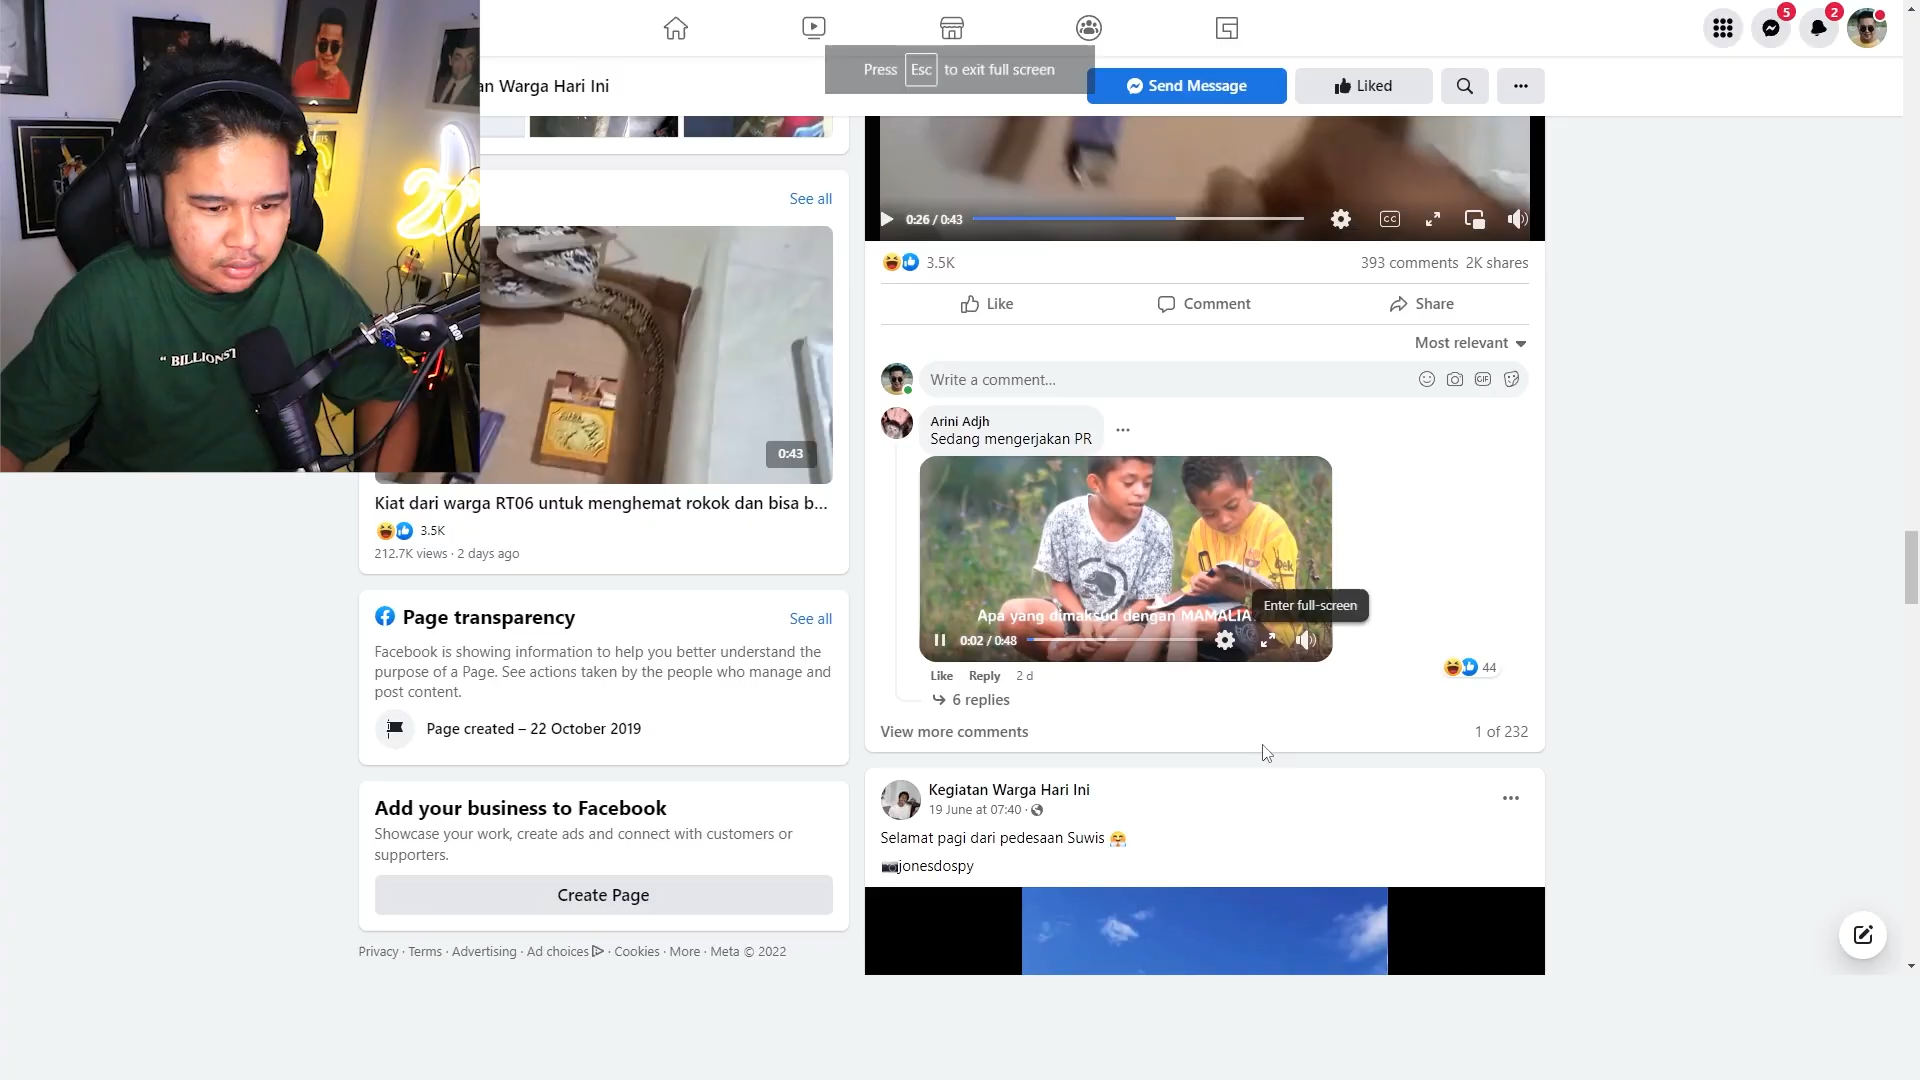 5
2
Press Esc to exit full screen
an Warga Hari Ini
Send Message
Liked
See all
“ BILLIONST
0:43
Kiat dari warga RT06 untuk menghemat rokok dan bisa b...
3.5K
212.7K views · 2 days ago
Page transparency
See all
Facebook is showing information to help you better understand the
purpose of a Page. See actions taken by the people who manage and
post content.
Page created – 22 October 2019
Add your business to Facebook
Showcase your work, create ads and connect with customers or
supporters.
Create Page
Privacy · Terms · Advertising · Ad choices · Cookies · More · Meta © 2022
0:26 / 0:43
CC
3.5K
393 comments 2K shares
Like
Comment
Share
Most relevant
Write a comment...
GIF
Arini Adjh
Sedang mengerjakan PR
Apa yang dimaksud dengan MAMALIA
Enter full-screen
0:02 / 0:48
Like Reply 2 d
44
6 replies
View more comments
1 of 232
Kegiatan Warga Hari Ini
19 June at 07:40 ·
Selamat pagi dari pedesaan Suwis 🤗
📷jonesdospy